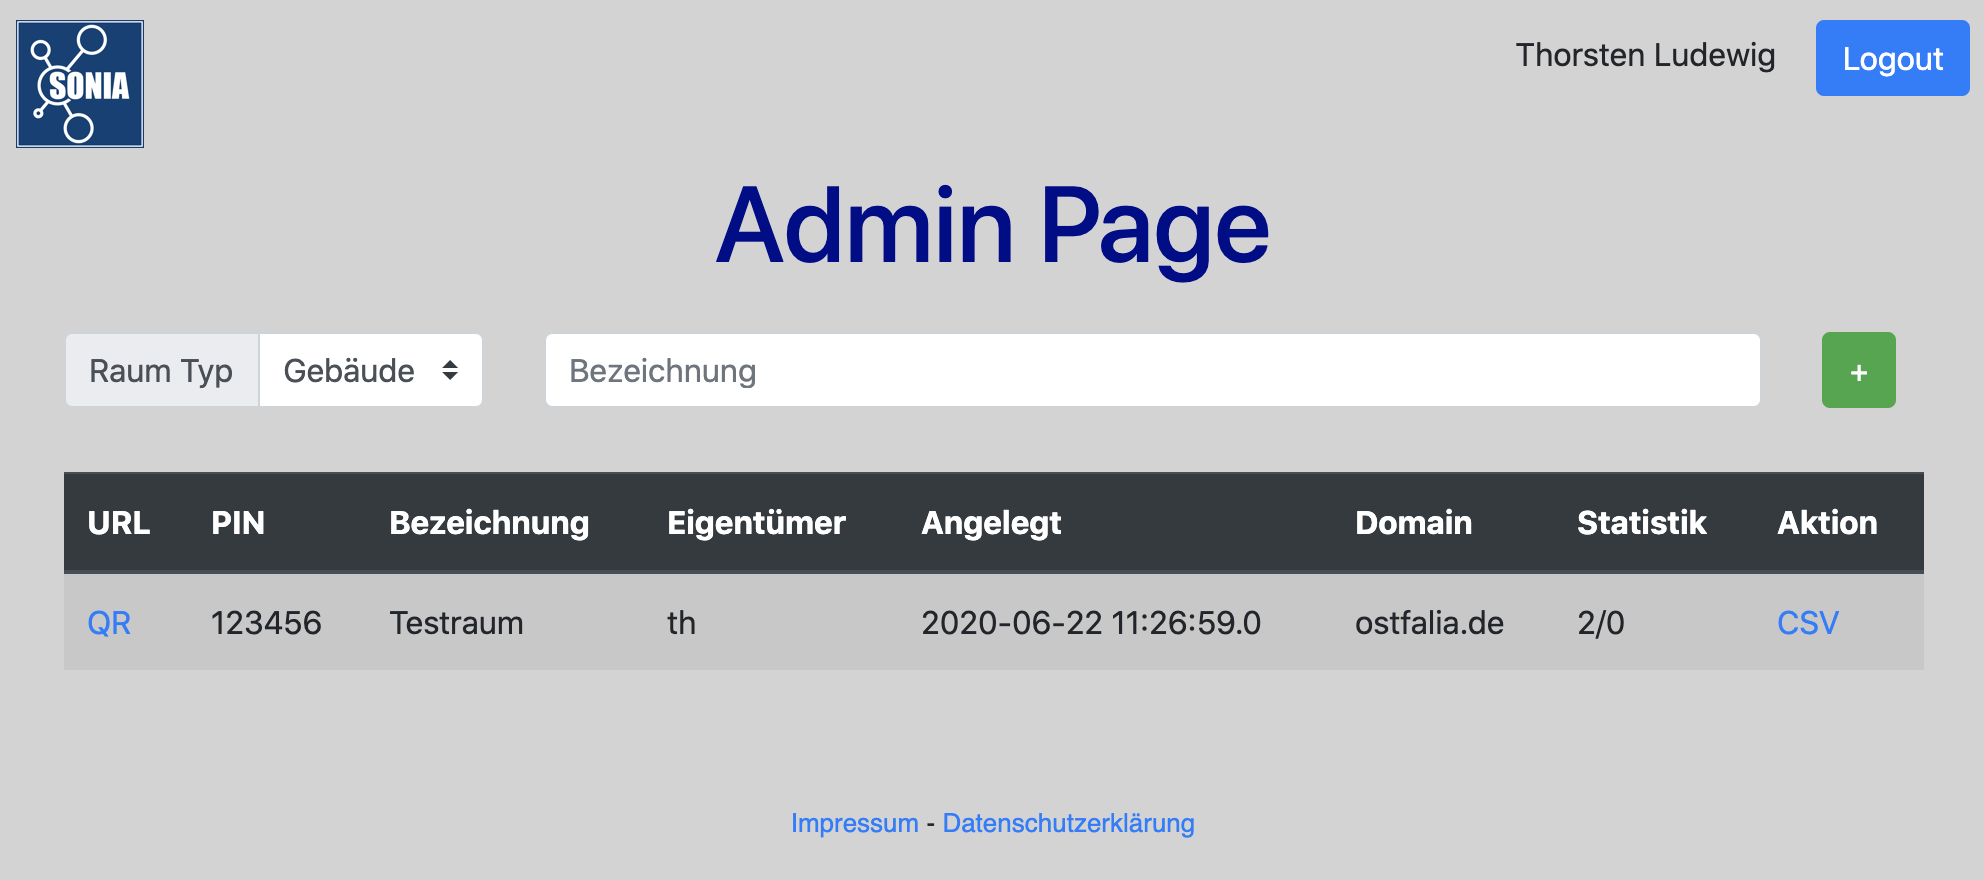 SONIA
Thorsten Ludewig Logout
Admin Page
Raum Typ Gebäude Bezeichnung +
URL PIN Bezeichnung Eigentümer Angelegt Domain Statistik Aktion
QR 123456 Testraum th 2020-06-22 11:26:59.0 ostfalia.de 2/0 CSV
Impressum - Datenschutzerklärung